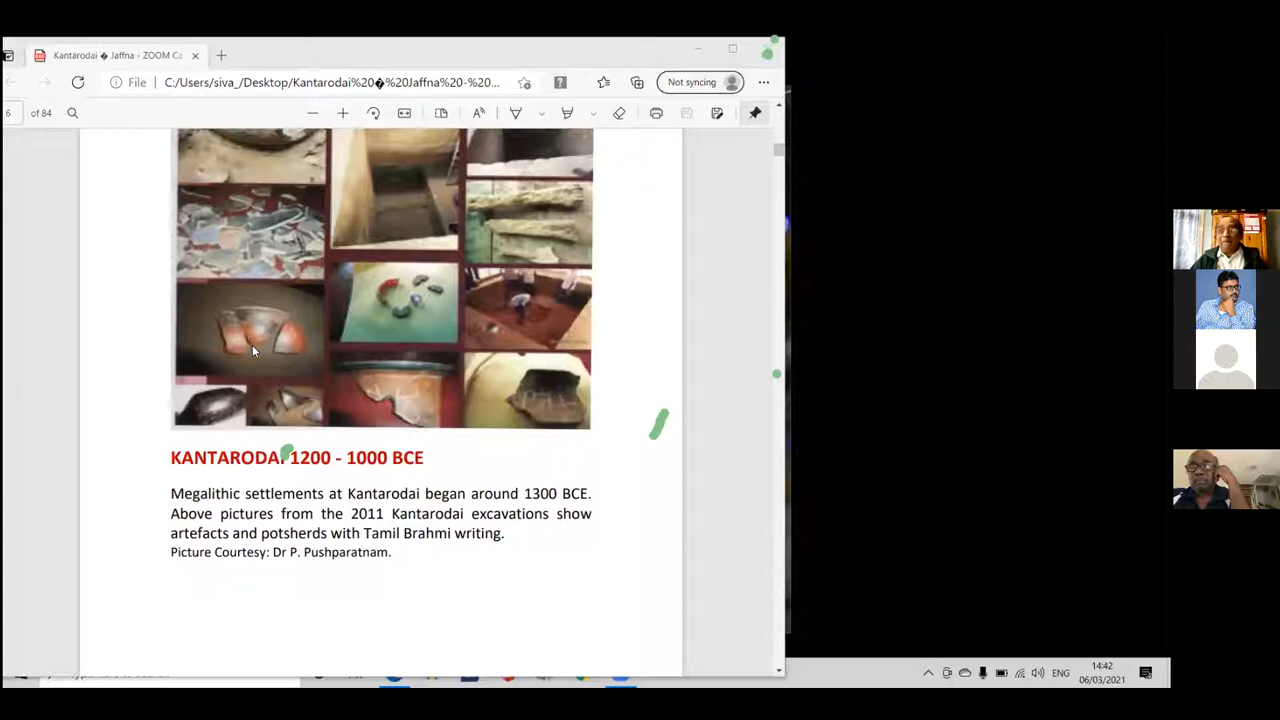 Kantarodai � Jaffna - ZOOM Ca
File
C:/Users/siva_/Desktop/Kantarodai%20�%20Jaffna%20-%20...
Not syncing
6 of 84
KANTARODAI 1200 - 1000 BCE
Megalithic settlements at Kantarodai began around 1300 BCE.
Above pictures from the 2011 Kantarodai excavations show
artefacts and potsherds with Tamil Brahmi writing.
Picture Courtesy: Dr P. Pushparatnam.
ENG
14:42
06/03/2021